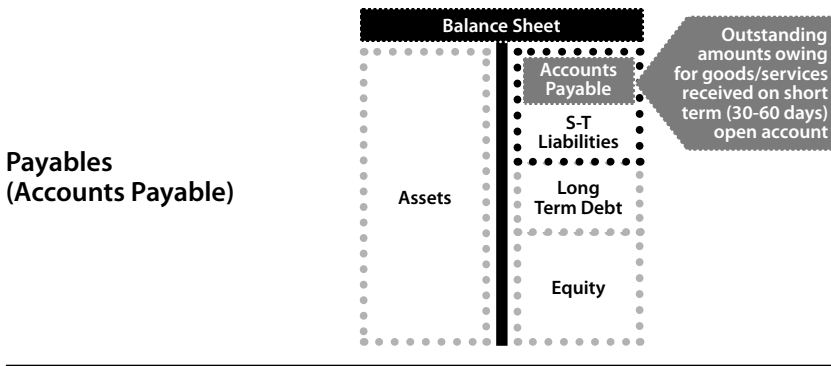 Balance Sheet
Outstanding
amounts owing
for goods/services
received on short
term (30-60 days)
open account
Accounts
Payable
S-T
Liabilities
Payables
(Accounts Payable)
Assets
Long
Term Debt
Equity